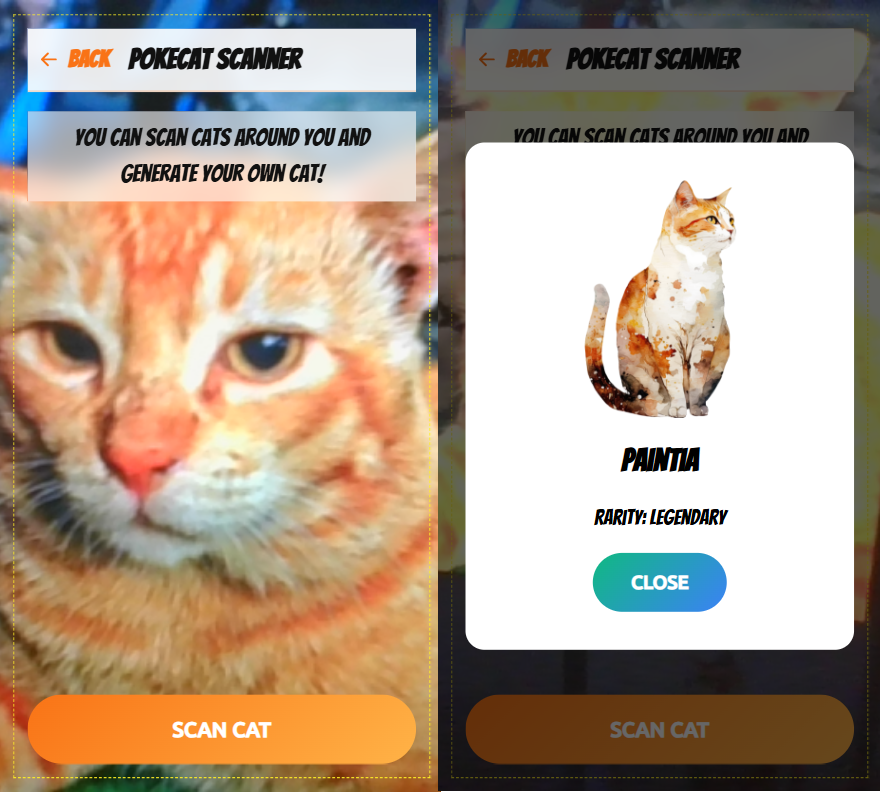 ← BACK POKECAT SCANNER
YOU CAN SCAN CATS AROUND YOU AND
GENERATE YOUR OWN CAT!
SCAN CAT
← BACK POKECAT SCANNER
YOU CAN SCAN CATS AROUND YOU AND
PAINTIA
RARITY: LEGENDARY
CLOSE
SCAN CAT